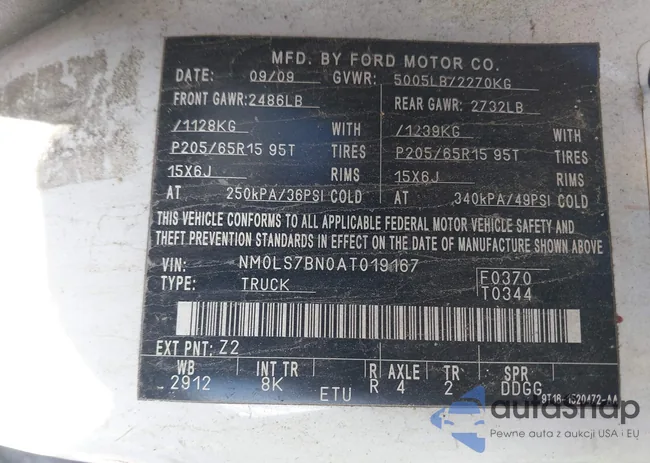 MFD. BY FORD MOTOR CO.
DATE: 09/09 GVWR: 5005LB/2270KG
FRONT GAWR: 2486LB REAR GAWR: 2732LB
/1128KG WITH /1239KG WITH
P205/65R15 95T TIRES P205/65R15 95T TIRES
15X6J RIMS 15X6J RIMS
AT 250kPA/36PSI COLD AT 340kPA/49PSI COLD
THIS VEHICLE CONFORMS TO ALL APPLICABLE FEDERAL MOTOR VEHICLE SAFETY AND
THEFT PREVENTION STANDARDS IN EFFECT ON THE DATE OF MANUFACTURE SHOWN ABOVE
VIN: NM0LS7BN0AT019167
TYPE: TRUCK
E0370
T0344
EXT PNT: Z2
WB INT TR R AXLE TR SPR
2912 8K ETU R 4 2 DDGG
autosnap
Pewne auta z aukcji USA i EU